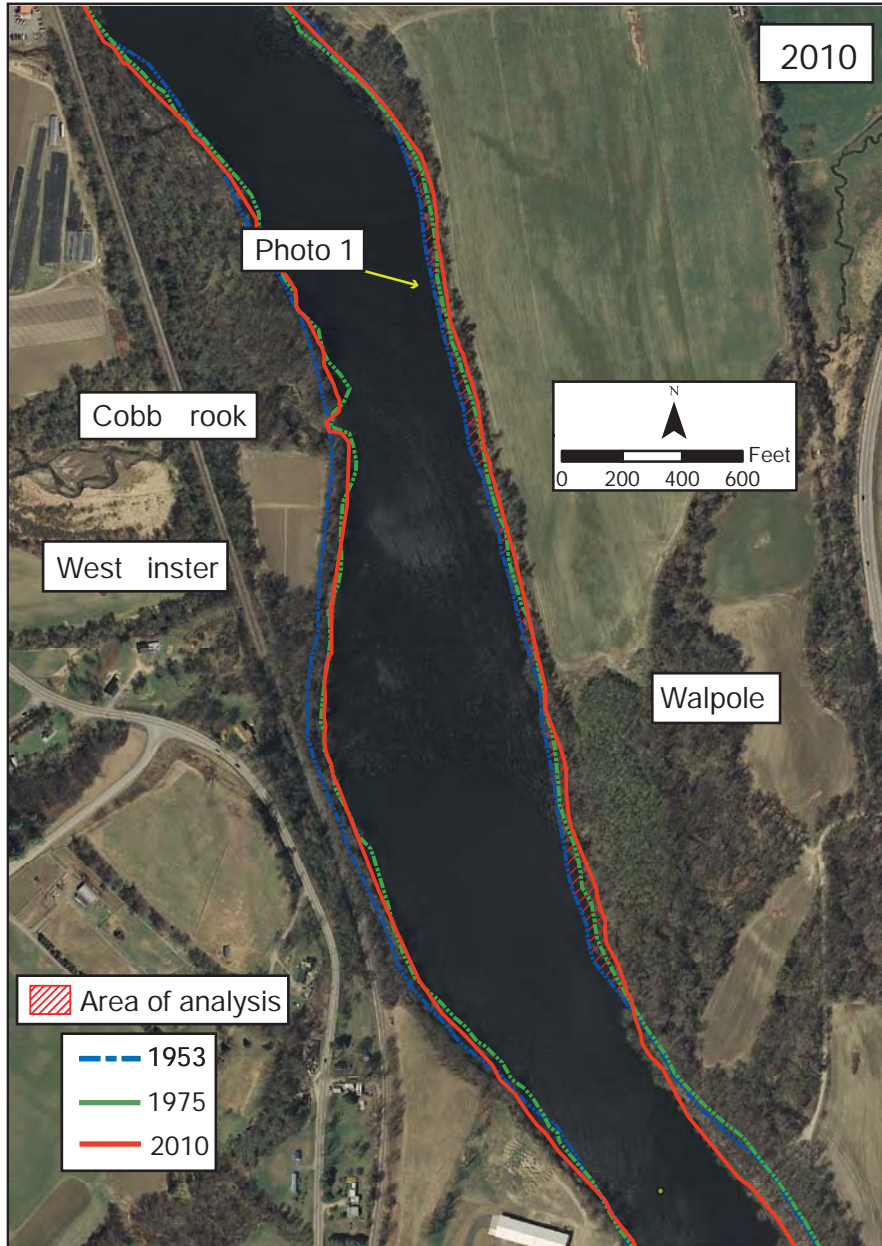 2010
Photo 1
N
Feet
0 200 400 600
Cobb rook
West inster
Walpole
Area of analysis
1953
1975
2010